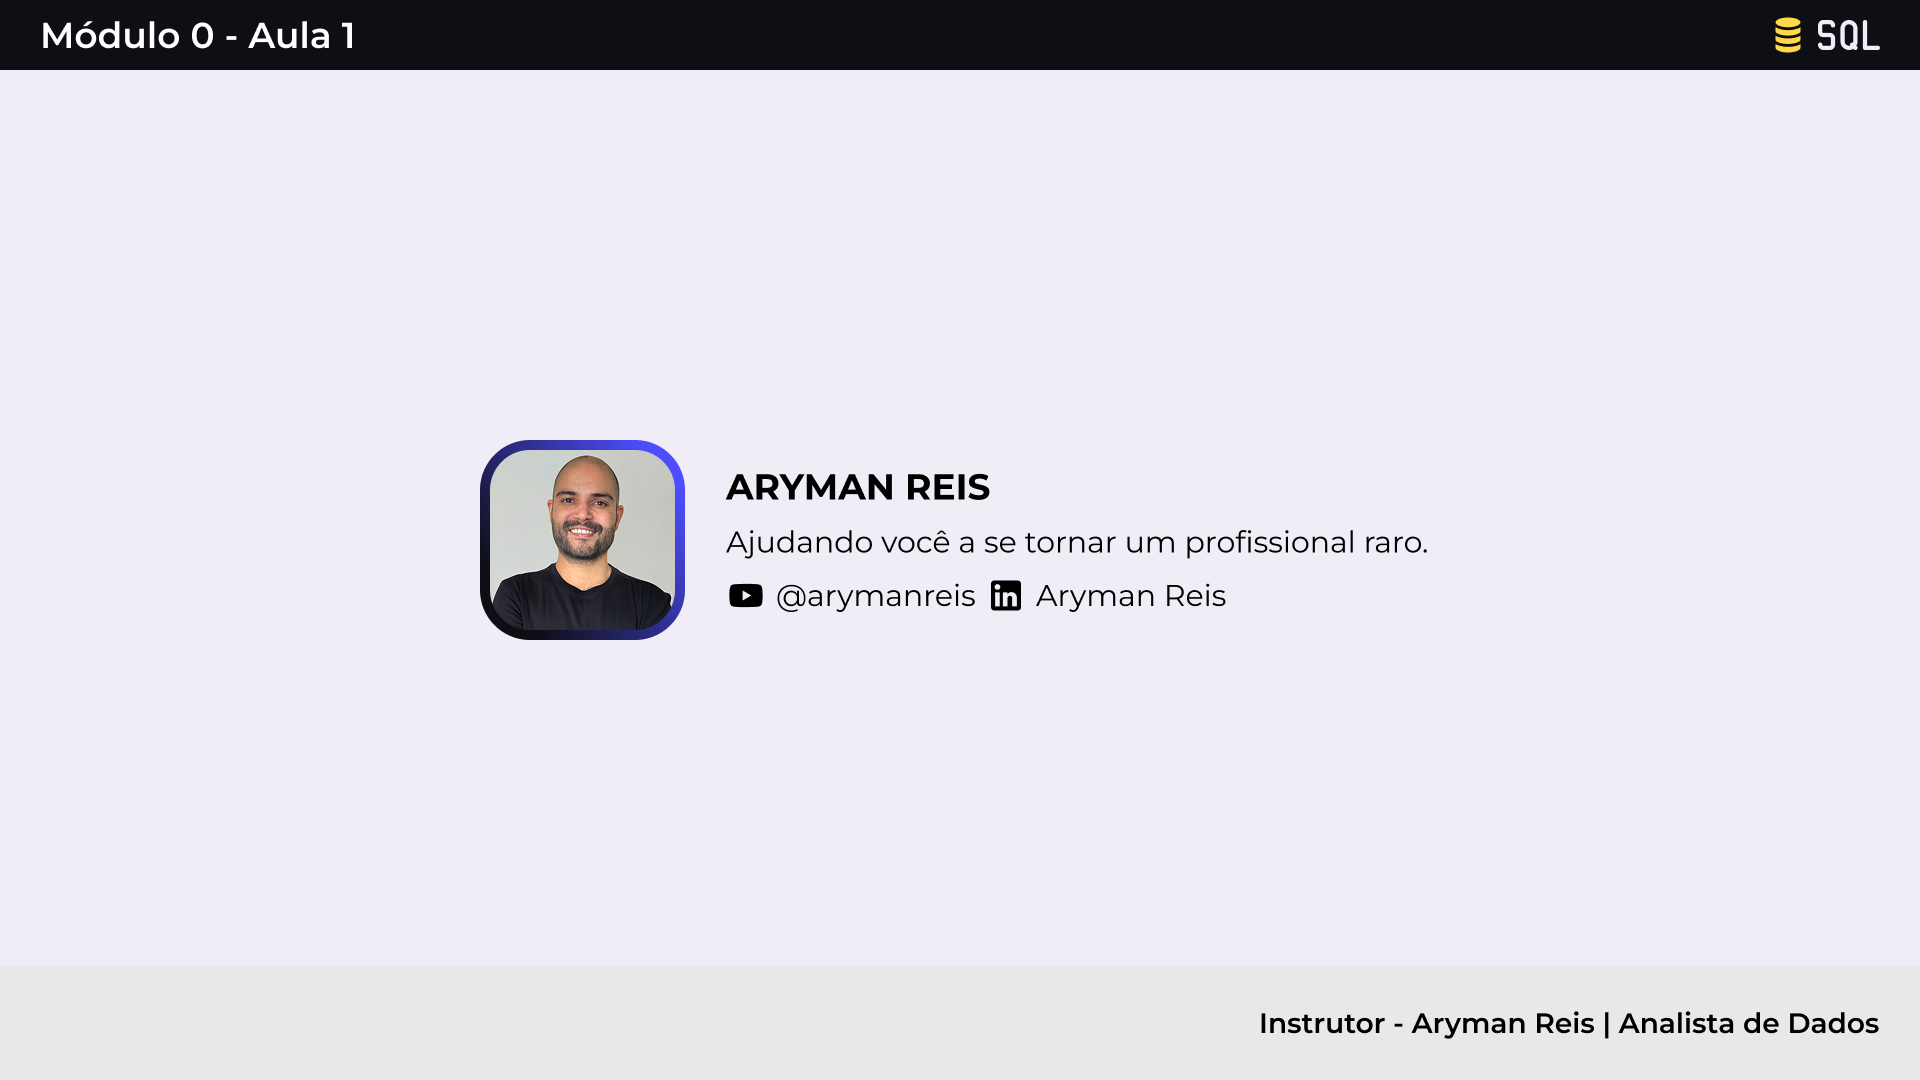 Módulo 0 - Aula 1
SQL
ARYMAN REIS
Ajudando você a se tornar um profissional raro.
@arymanreis in Aryman Reis
Instrutor - Aryman Reis | Analista de Dados